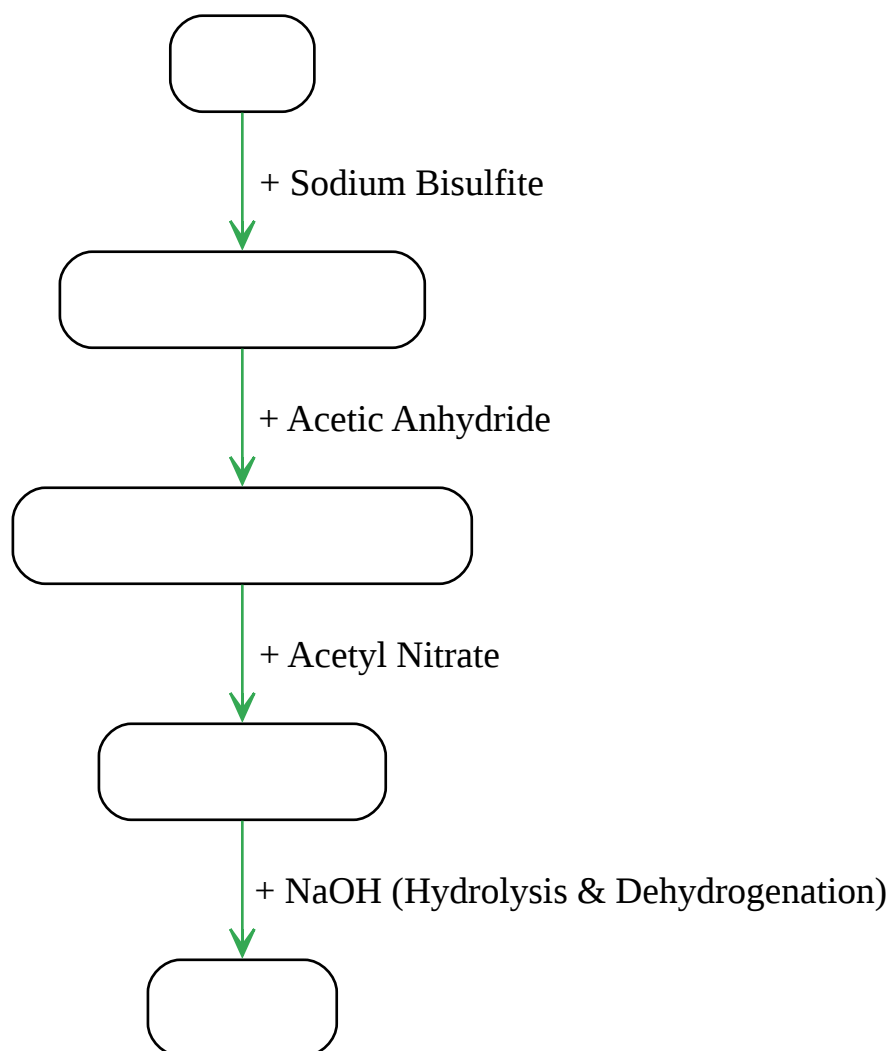 + Sodium Bisulfite
+ Acetic Anhydride
+ Acetyl Nitrate
+ NaOH (Hydrolysis & Dehydrogenation)